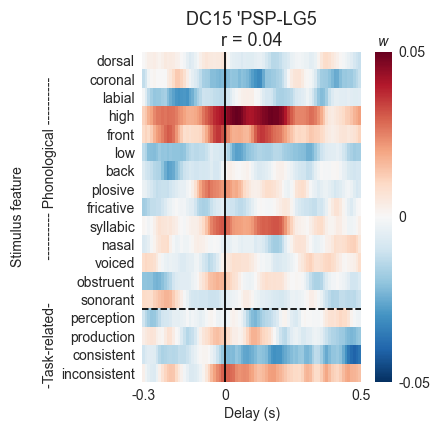 DC15 'PSP-LG5
r = 0.04
w
dorsal
coronal
labial
high
front
low
back
plosive
fricative
syllabic
nasal
voiced
obstruent
sonorant
perception
production
consistent
inconsistent
Stimulus feature
-Task-related- ---------- Phonological ----------
0.05
0
-0.05
-0.3 0 0.5
Delay (s)